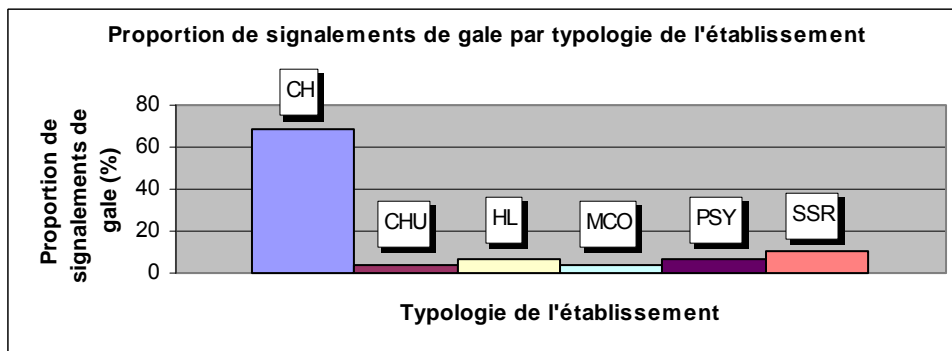 Proportion de signalements de gale par typologie de l'établissement
Proportion de
signalements de
gale (%)
80
60
40
20
0
CH
CHU
HL
MCO
PSY
SSR
Typologie de l'établissement